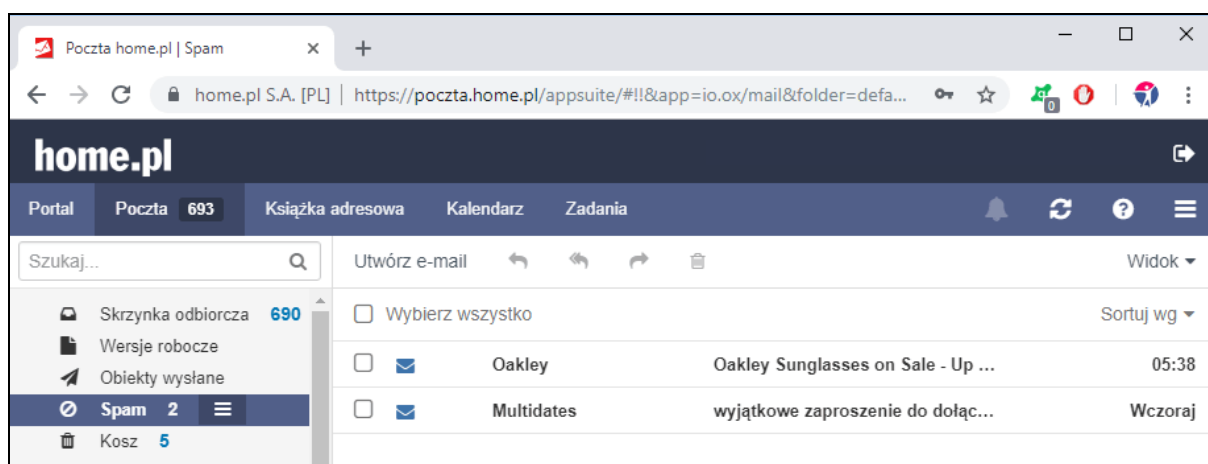 Poczta home.pl | Spam
home.pl S.A. [PL] | https://poczta.home.pl/appsuite/#!!&app=io.ox/mail&folder=defa...
0
home.pl
Portal Poczta 693 Książka adresowa Kalendarz Zadania
Szukaj... Utwórz e-mail Widok
Skrzynka odbiorcza 690 Wybierz wszystko Sortuj wg
Wersje robocze
Obiekty wysłane
Oakley Oakley Sunglasses on Sale - Up ... 05:38
Spam 2 Multidates wyjątkowe zaproszenie do dołąc... Wczoraj
Kosz 5